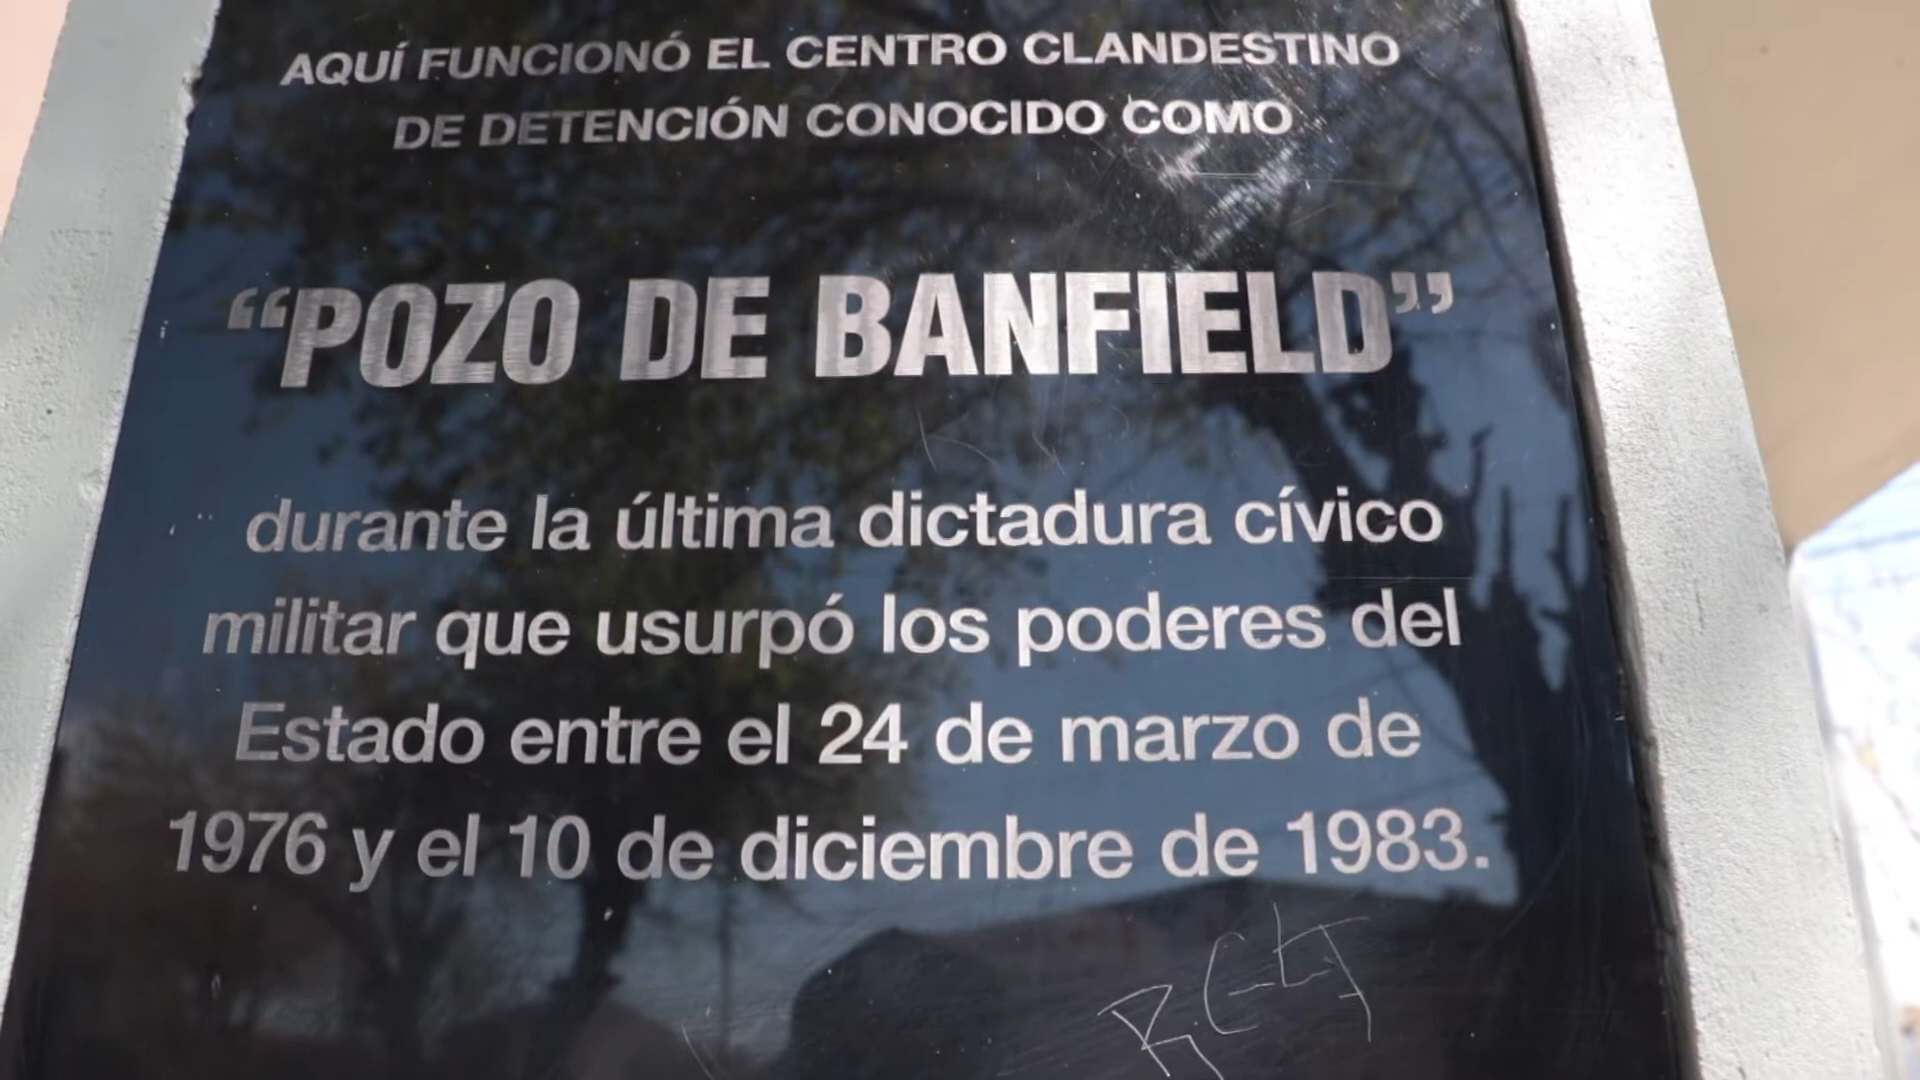 AQUÍ FUNCIONÓ EL CENTRO CLANDESTINO
DE DETENCIÓN CONOCIDO COMO
“POZO DE BANFIELD”
durante la última dictadura cívico
militar que usurpó los poderes del
Estado entre el 24 de marzo de
1976 y el 10 de diciembre de 1983.